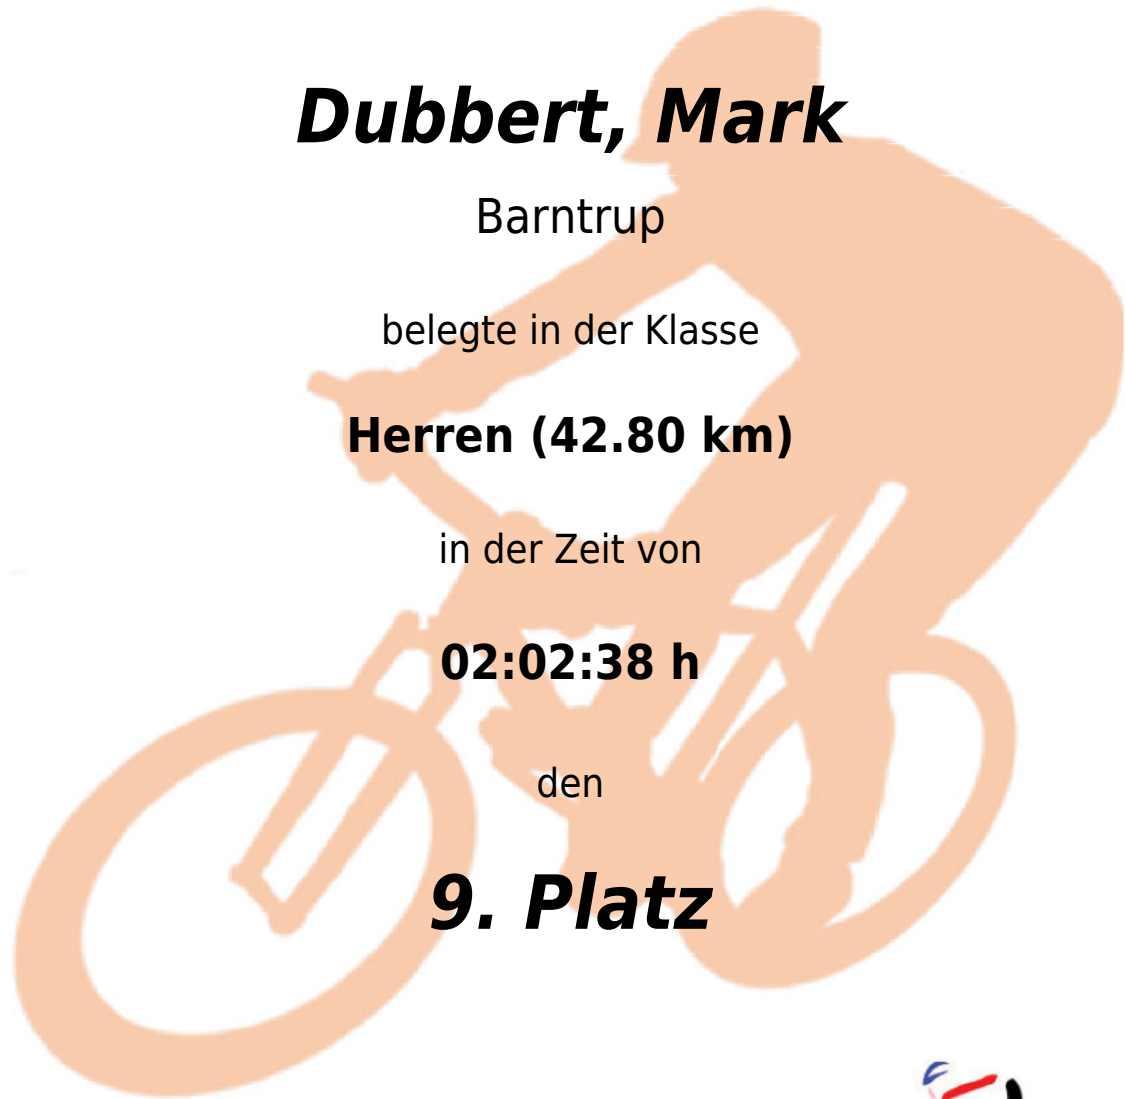 Dubbert, Mark
Barntrup
belegte in der Klasse
Herren (42.80 km)
in der Zeit von
02:02:38 h
den
9. Platz